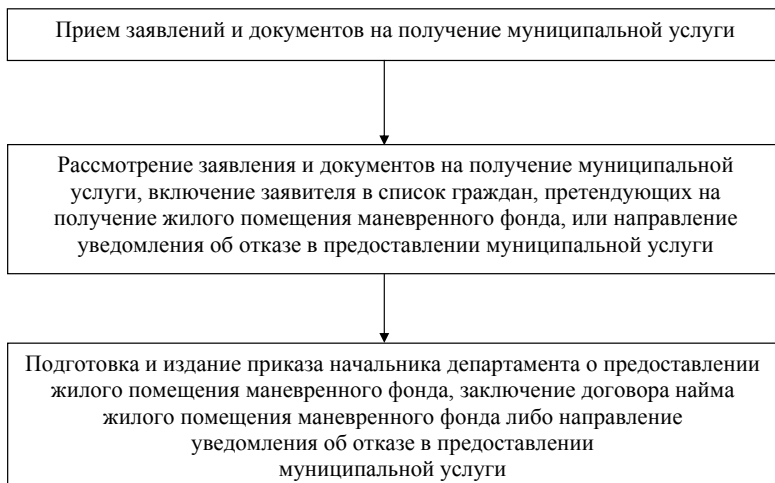 Прием заявлений и документов на получение муниципальной услуги
Рассмотрение заявления и документов на получение муниципальной
услуги, включение заявителя в список граждан, претендующих на
получение жилого помещения маневренного фонда, или направление
уведомления об отказе в предоставлении муниципальной услуги
Подготовка и издание приказа начальника департамента о предоставлении
жилого помещения маневренного фонда, заключение договора найма
жилого помещения маневренного фонда либо направление
уведомления об отказе в предоставлении
муниципальной услуги